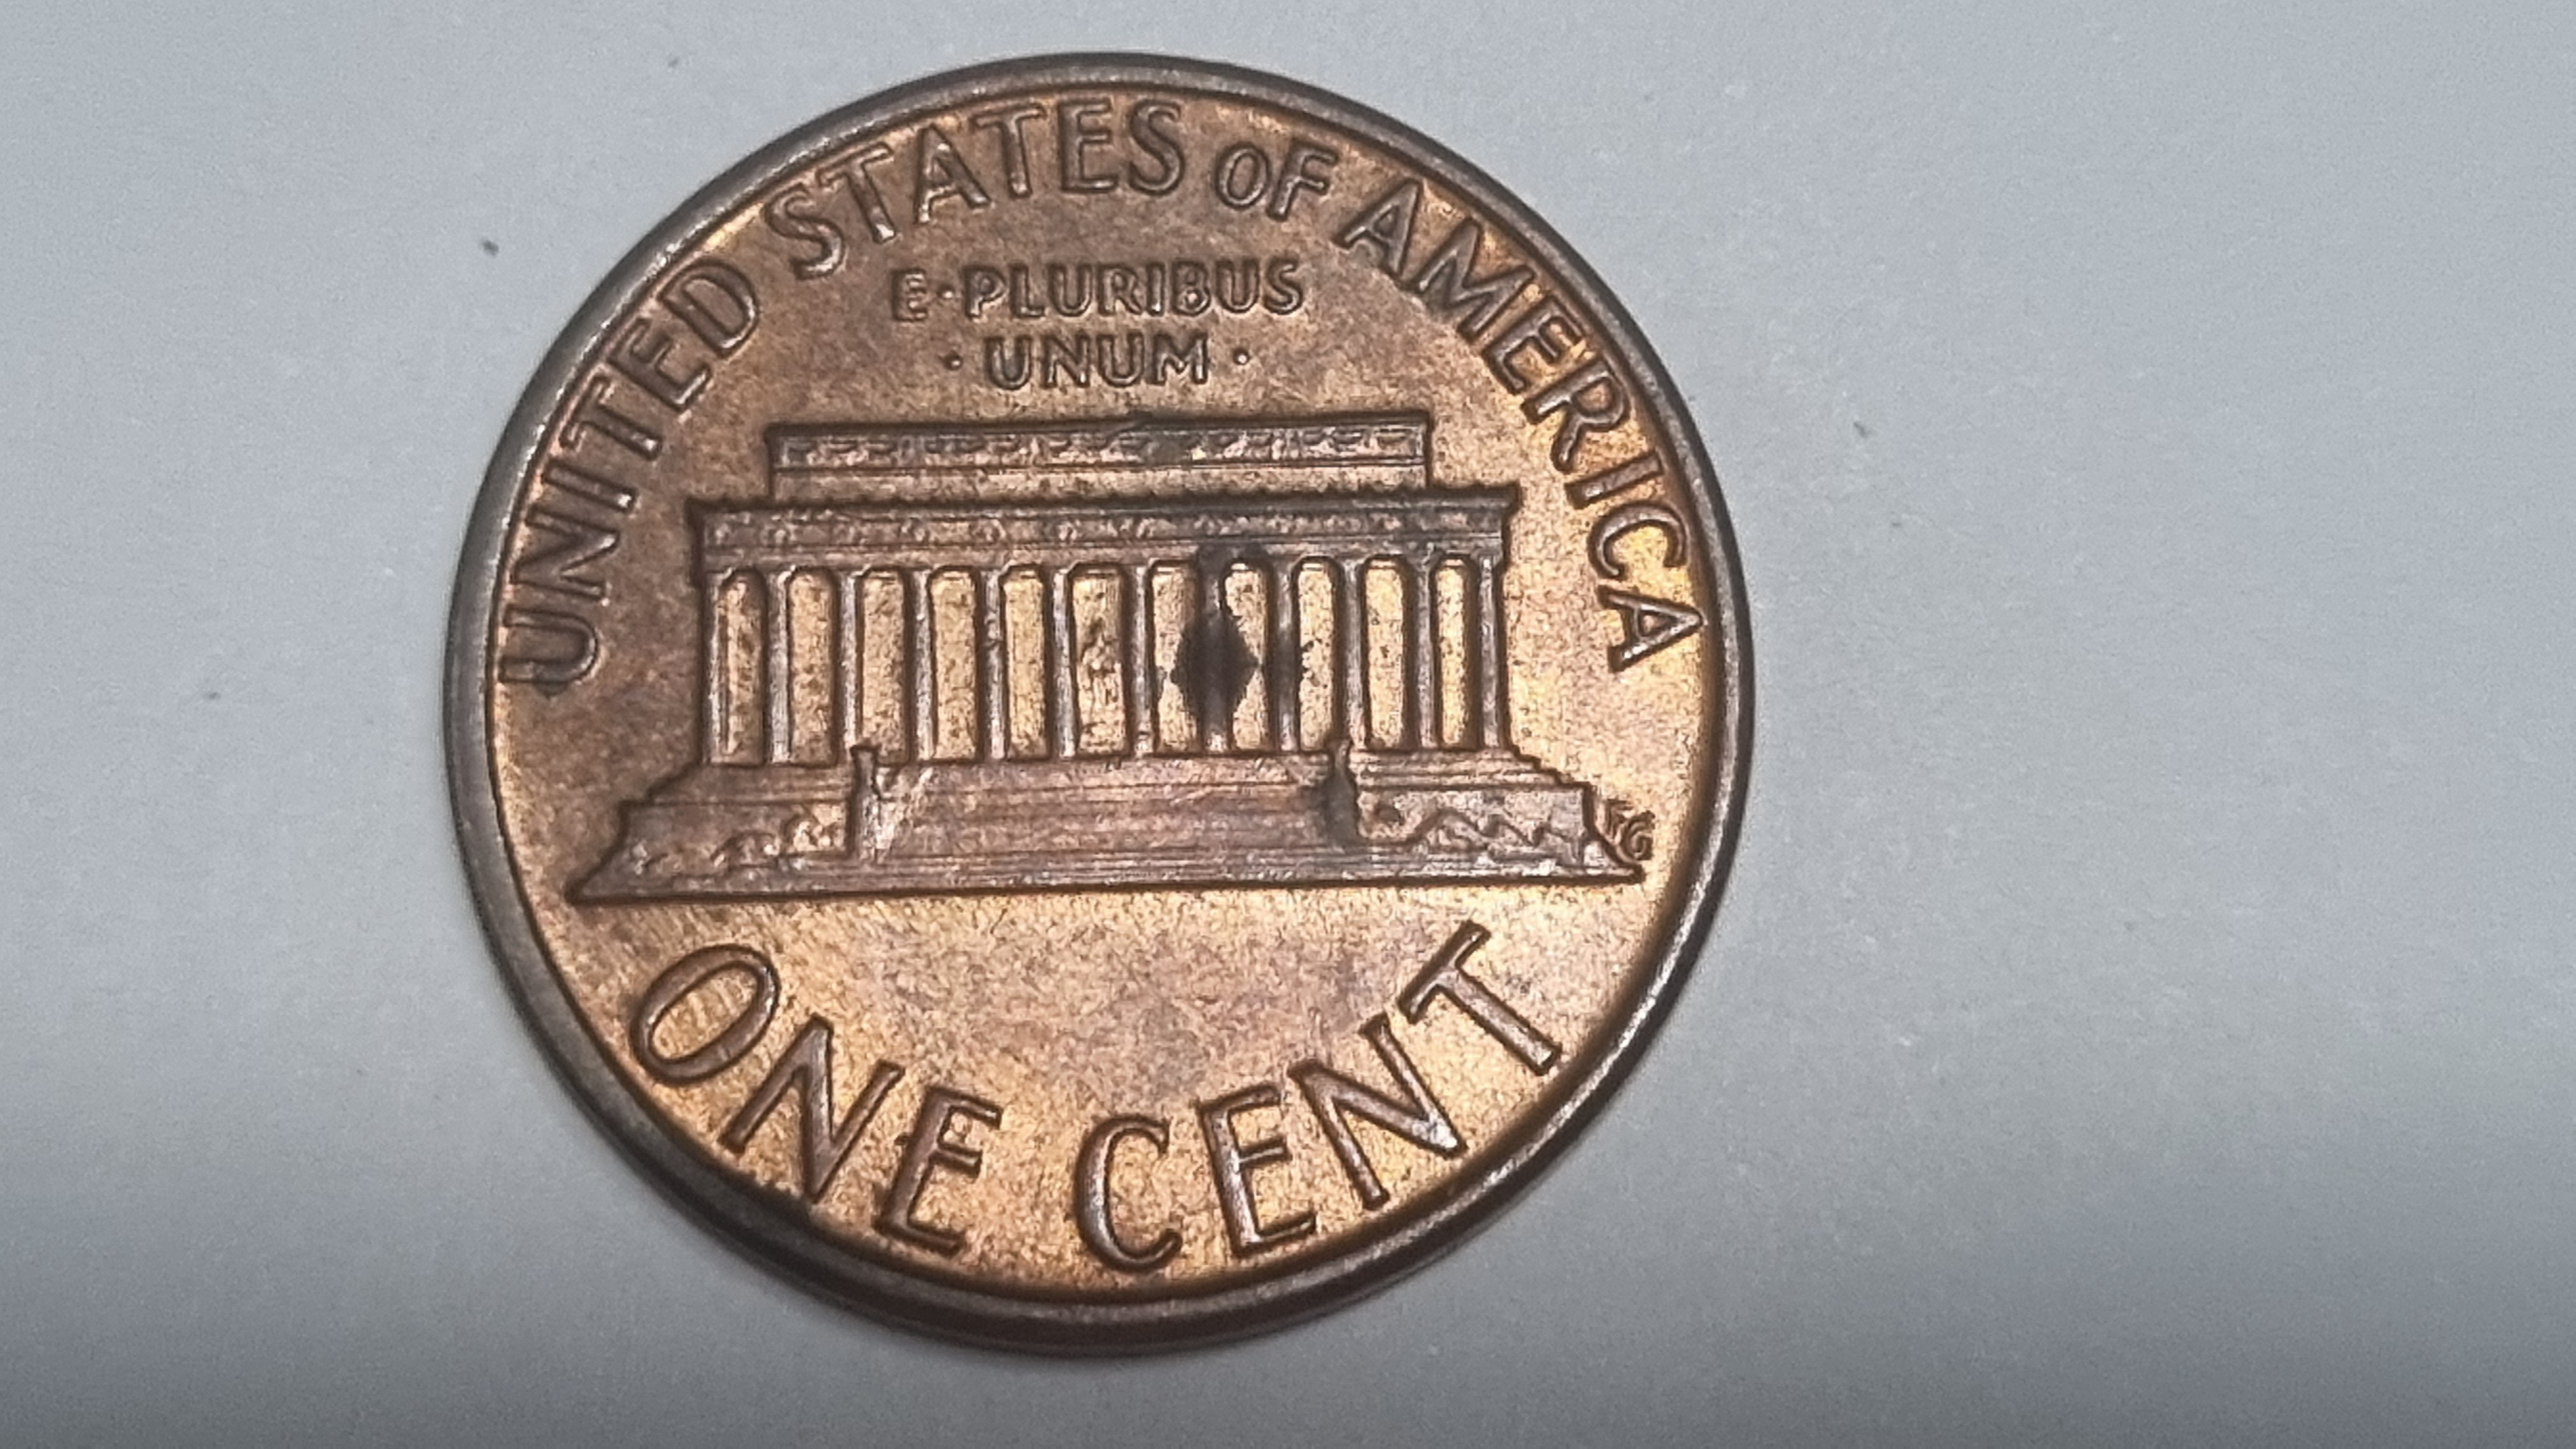 UNITED STATES OF AMERICA
E·PLURIBUS
·UNUM·
FG
ONE CENT